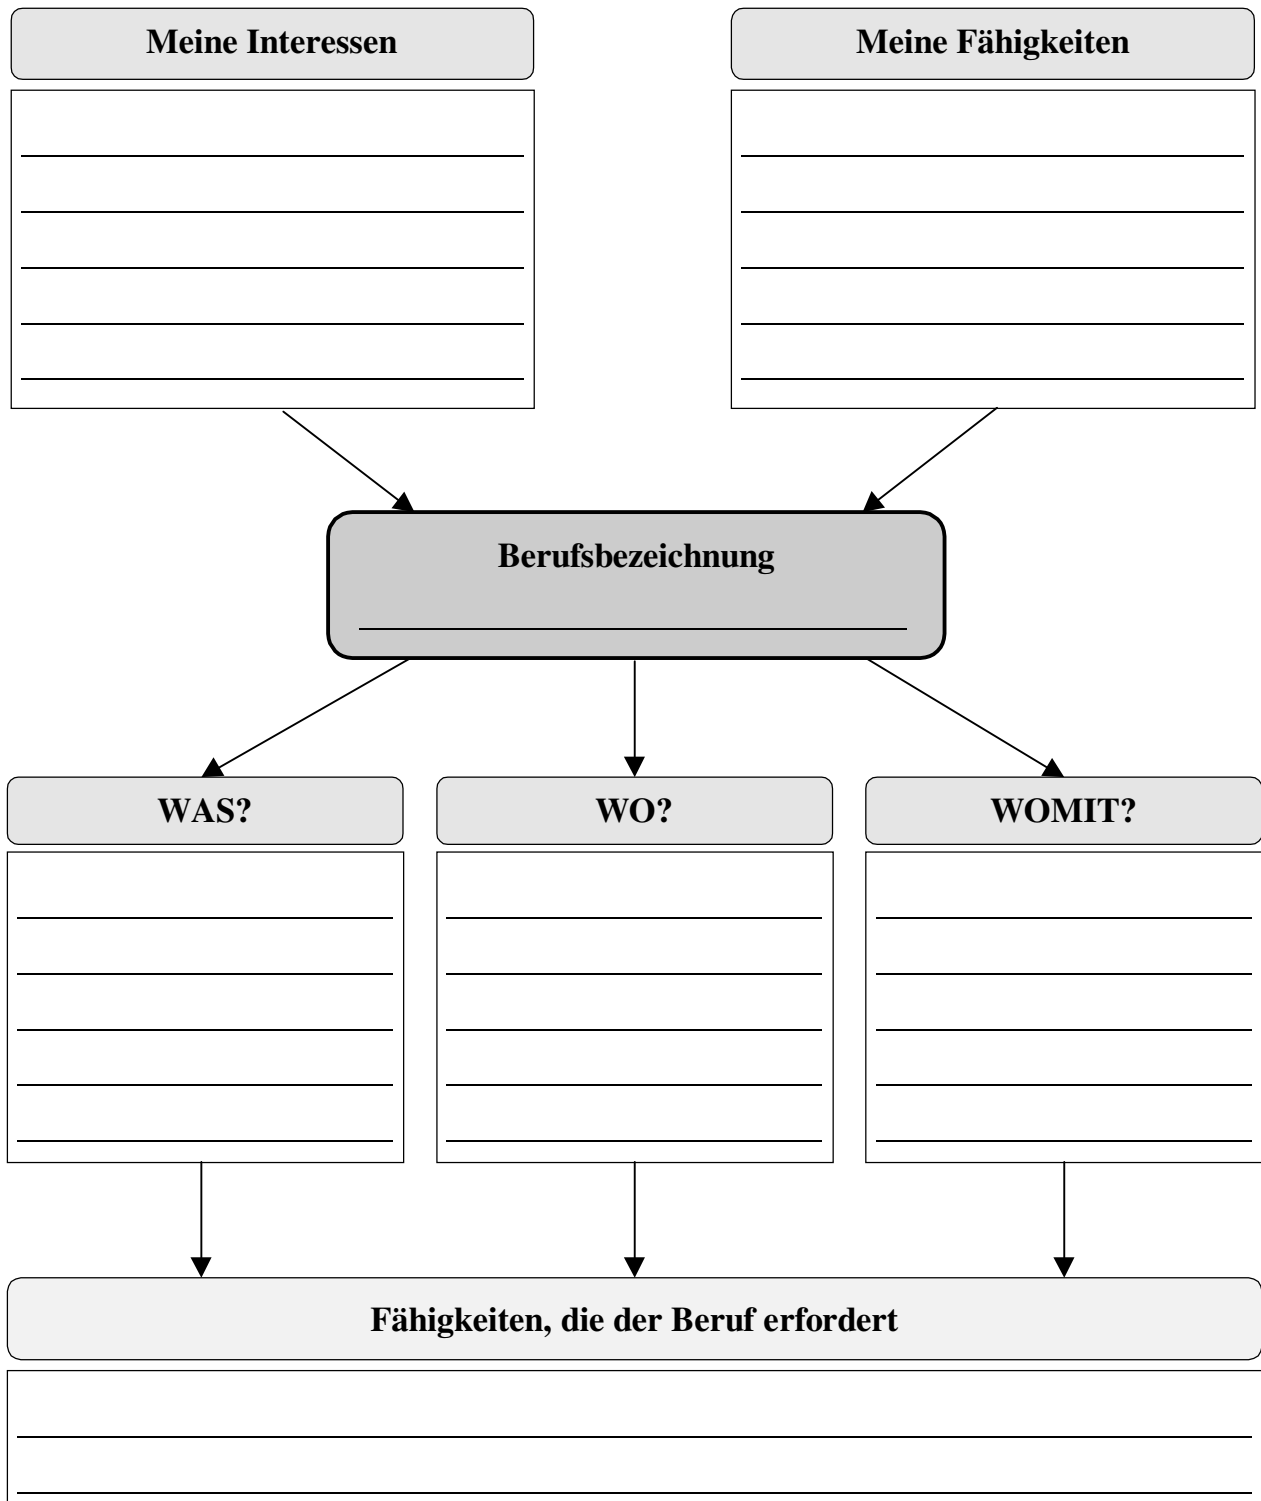 Meine Interessen
Meine Fähigkeiten
Berufsbezeichnung
WAS?
WO?
WOMIT?
Fähigkeiten, die der Beruf erfordert